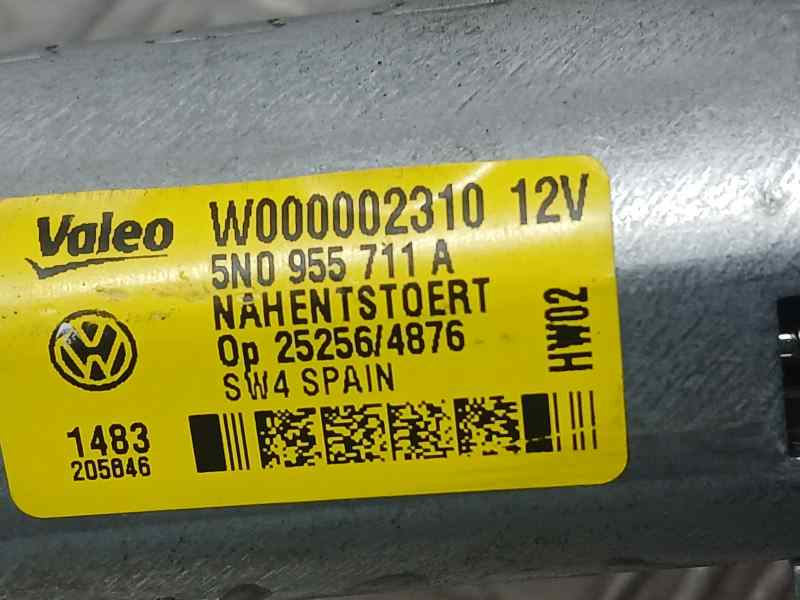 Valeo W000002310 12V
5N0 955 711 A
NAHENTSTOERT
Op 25256/4876
SW4 SPAIN
HW02
1483
205846